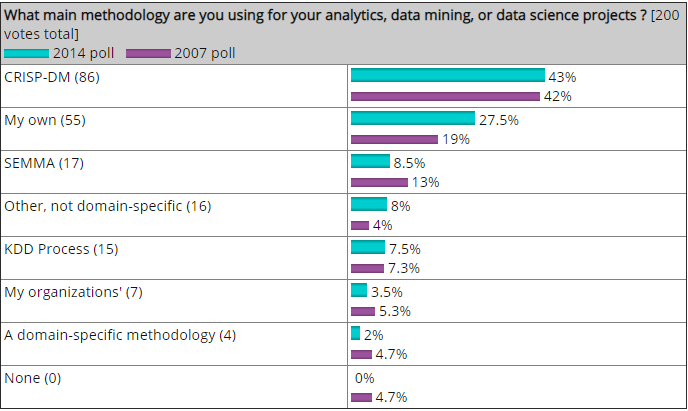 What main methodology are you using for your analytics, data mining, or data science projects ? [200
votes total]
2014 poll 2007 poll
CRISP-DM (86)
43%
42%
My own (55)
27.5%
19%
SEMMA (17)
8.5%
13%
Other, not domain-specific (16)
8%
4%
KDD Process (15)
7.5%
7.3%
My organizations' (7)
3.5%
5.3%
A domain-specific methodology (4)
2%
4.7%
None (0)
0%
4.7%